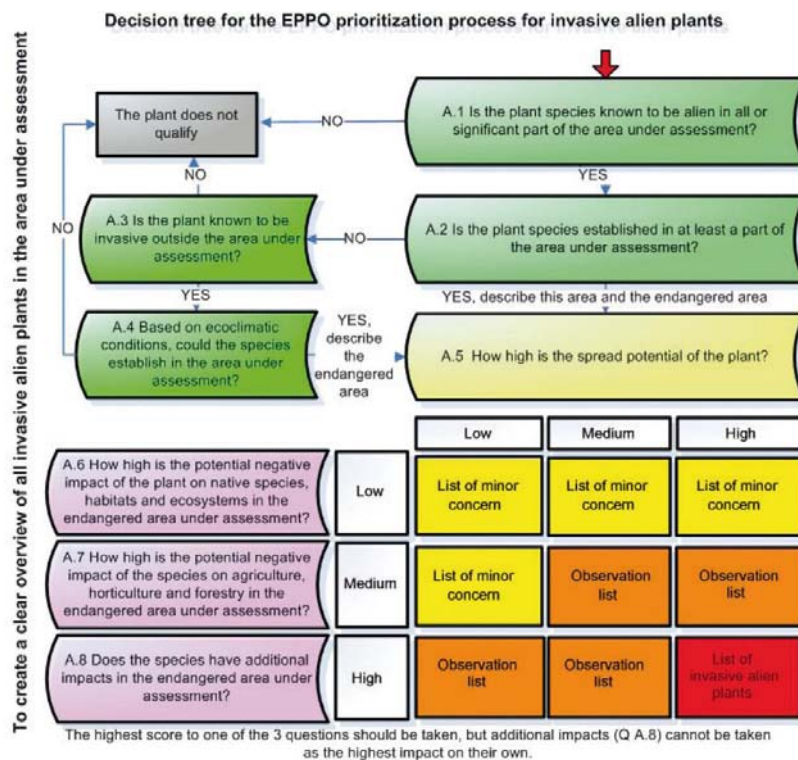 Decision tree for the EPPO prioritization process for invasive alien plants
To create a clear overview of all invasive alien plants in the area under assessment
The plant does not
qualify
NO
A.1 Is the plant species known to be alien in all or
significant part of the area under assessment?
NO
YES
NO
A.3 Is the plant known to be
invasive outside the area under
assessment?
NO
A.2 Is the plant species established in at least a part of
the area under assessment?
YES
YES, describe this area and the endangered area
A.4 Based on ecoclimatic
conditions, could the species
establish in the area under
assessment?
YES,
describe
the
endangered
area
A.5 How high is the spread potential of the plant?
Low
Medium
High
A.6 How high is the potential negative
impact of the plant on native species,
habitats and ecosystems in the
endangered area under assessment?
Low
List of minor
concern
List of minor
concern
List of minor
concern
A.7 How high is the potential negative
impact of the species on agriculture,
horticulture and forestry in the
endangered area under assessment?
Medium
List of minor
concern
Observation
list
Observation
list
A.8 Does the species have additional
impacts in the endangered area under
assessment?
High
Observation
list
Observation
list
List of
invasive alien
plants
The highest score to one of the 3 questions should be taken, but additional impacts (Q A.8) cannot be taken
as the highest impact on their own.